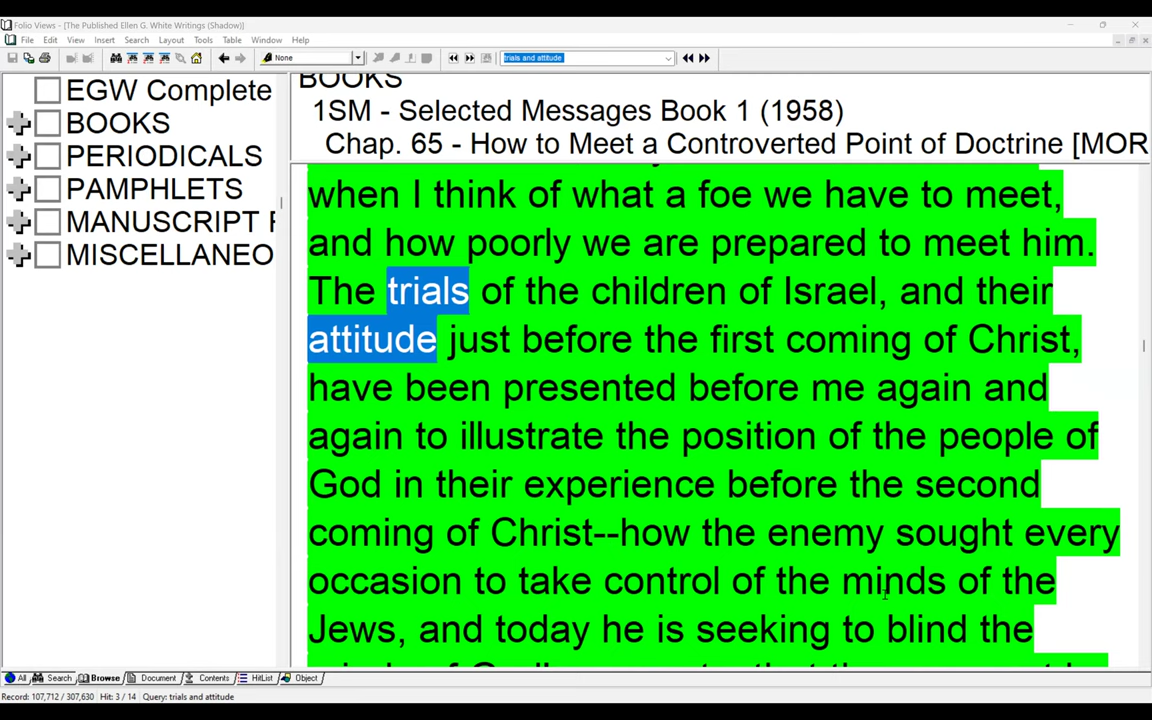 Folio Views - [The Published Ellen G. White Writings (Shadow)]
File Edit View Insert Search Layout Tools Table Window Help
None
trials and attitude
EGW Complete
BOOKS
PERIODICALS
PAMPHLETS
MANUSCRIPT
MISCELLANEO
BOOKS
1SM - Selected Messages Book 1 (1958)
Chap. 65 - How to Meet a Controverted Point of Doctrine [MOR
when I think of what a foe we have to meet,
and how poorly we are prepared to meet him.
The trials of the children of Israel, and their
attitude just before the first coming of Christ,
have been presented before me again and
again to illustrate the position of the people of
God in their experience before the second
coming of Christ--how the enemy sought every
occasion to take control of the minds of the
Jews, and today he is seeking to blind the
All Search Browse Document Contents HitList Object
Record: 107,712 / 307,630 Hit: 3 / 14 Query: trials and attitude